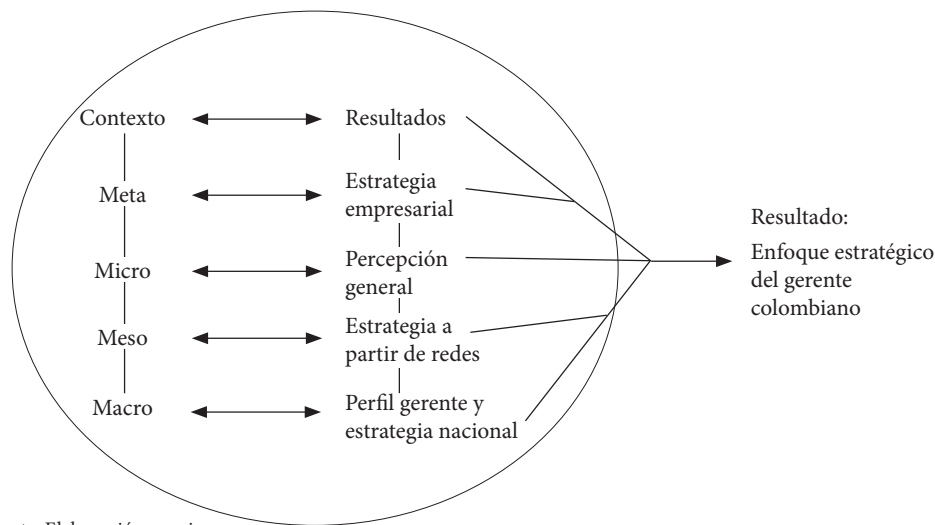 Contexto
Resultados
Meta
Estrategia
empresarial
Micro
Percepción
general
Meso
Estrategia a
partir de redes
Macro
Perfil gerente y
estrategia nacional
Resultado:
Enfoque estratégico
del gerente
colombiano